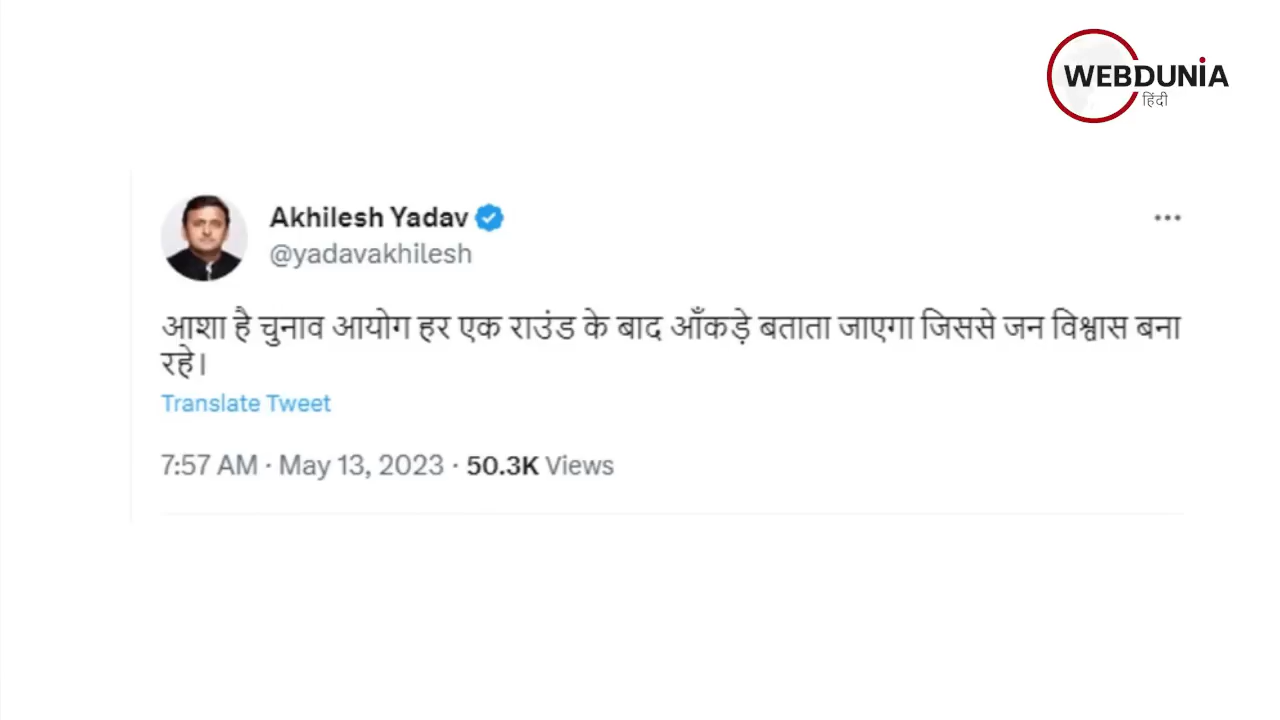 WEBDUNIA
हिंदी
Akhilesh Yadav
@yadavakhilesh
आशा है चुनाव आयोग हर एक राउंड के बाद आँकड़े बताता जाएगा जिससे जन विश्वास बना
रहे।
Translate Tweet
7:57 AM · May 13, 2023 · 50.3K Views